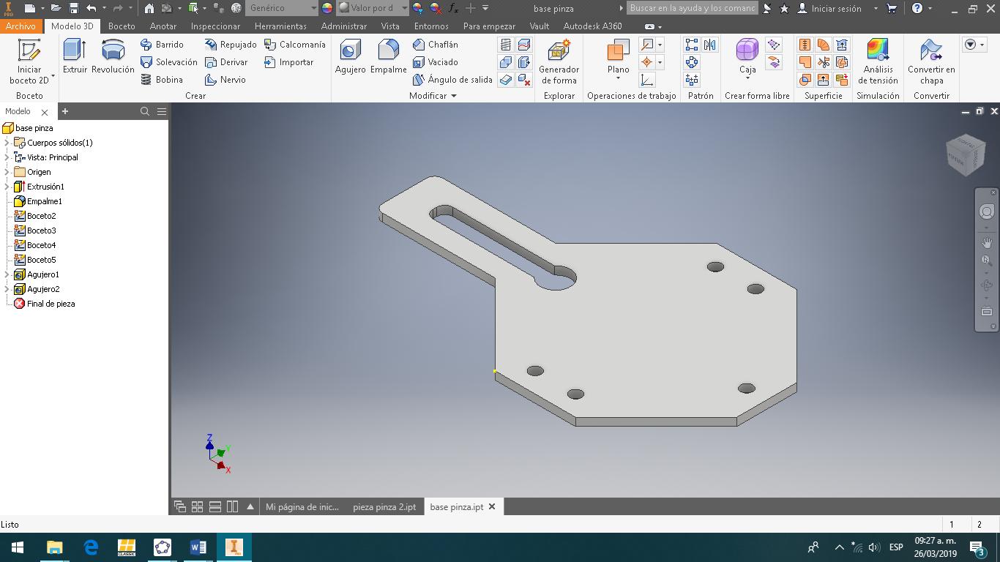 Genérico
Valor por d
base pinza
Buscar en la ayuda y los comanc
Iniciar sesión
PRO
Archivo
Modelo 3D
Boceto
Anotar
Inspeccionar
Herramientas
Administrar
Vista
Entornos
Para empezar
Vault
Autodesk A360
Iniciar
boceto 2D
Boceto
Extruir
Revolución
Barrido
Solevación
Bobina
Repujado
Derivar
Nervio
Calcomanía
Importar
Crear
Agujero
Empalme
Chaflán
Vaciado
Ángulo de salida
Modificar
Generador
de forma
Explorar
Plano
Operaciones de trabajo
Patrón
Caja
Crear forma libre
Superficie
Análisis
de tensión
Simulación
Convertir en
chapa
Convertir
Modelo
base pinza
Cuerpos sólidos(1)
Vista: Principal
Origen
Extrusión1
Empalme1
Boceto2
Boceto3
Boceto4
Boceto5
Agujero1
Agujero2
Final de pieza
Z
Y
X
Mi página de inic...
pieza pinza 2.ipt
base pinza.ipt
Listo
1
2
CLASSIC
PRO
ESP
09:27 a. m.
26/03/2019
3